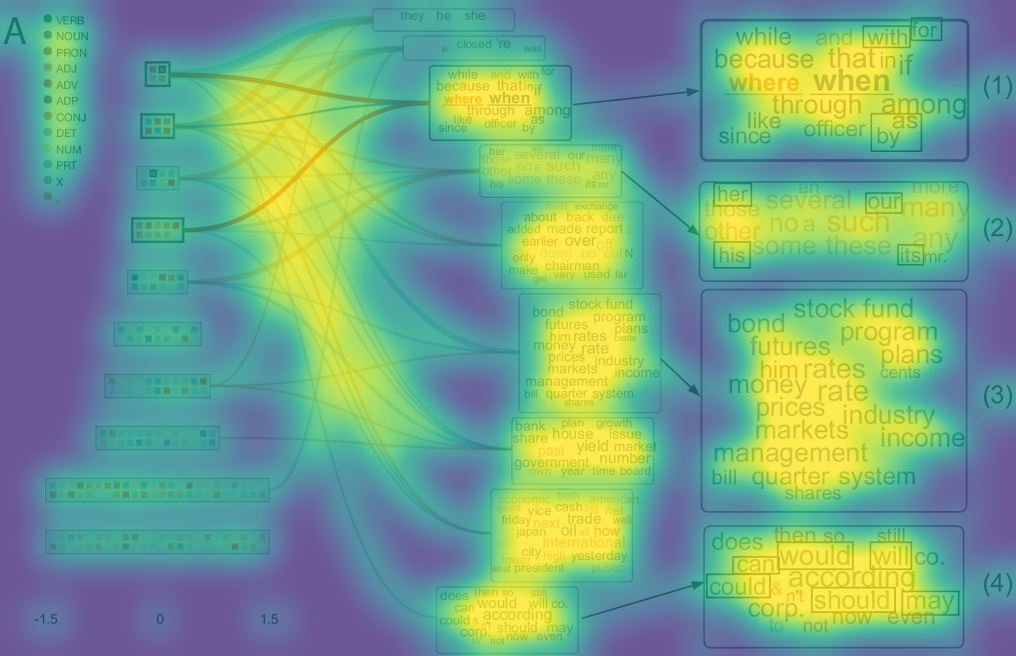 A
VERB
NOUN
PRON
ADJ
ADV
ADP
CONJ
DET
NUM
PRT
X
.
-1.5 0 1.5
they he she
closed 're was
while and with for
because that in if
where when
through among
like as
since officer by
her all more
those several our many
other no a such any
his some these its mr.
most exchange
about back due
added made report s
earlier over off
down up out N
only chairman
make very used far
get
stock fund
bond program
futures plans
him rates cents
money rate
prices industry
markets income
management
bill quarter system
shares
plan growth
bank house issue
share
past yield market
government number
own year time board
economic both american
good vice cash big net
friday next trade well
japan oil all how
international
city high yesterday
lower
what president public
does then so still
can would will co.
could & n't according
corp. should may
to not now even
while and with for
because that in if
where when
through among
like as
since officer by
(1)
her an more
those several our many
other no a such any
his some these its mr.
(2)
stock fund
bond program
futures plans
him rates cents
money rate
prices industry
markets income
management
bill quarter system
shares
(3)
does then so still
can would will co.
could & n't according
corp. should may
to not now even
(4)